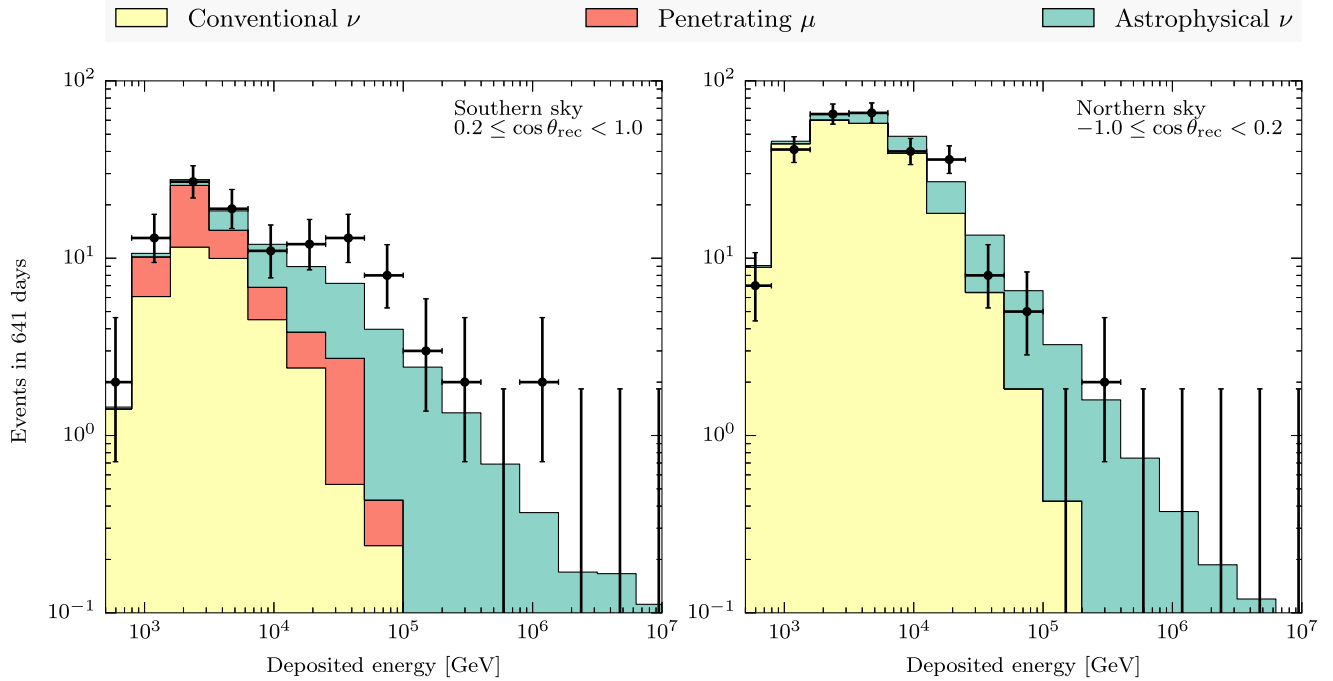 Conventional ν Penetrating μ Astrophysical ν
Southern sky
0.2 ≤ cos θ_rec < 1.0
10²
10¹
10⁰
10⁻¹
Events in 641 days
10³ 10⁴ 10⁵ 10⁶ 10⁷
Deposited energy [GeV]
Northern sky
−1.0 ≤ cos θ_rec < 0.2
10²
10¹
10⁰
10⁻¹
10³ 10⁴ 10⁵ 10⁶ 10⁷
Deposited energy [GeV]